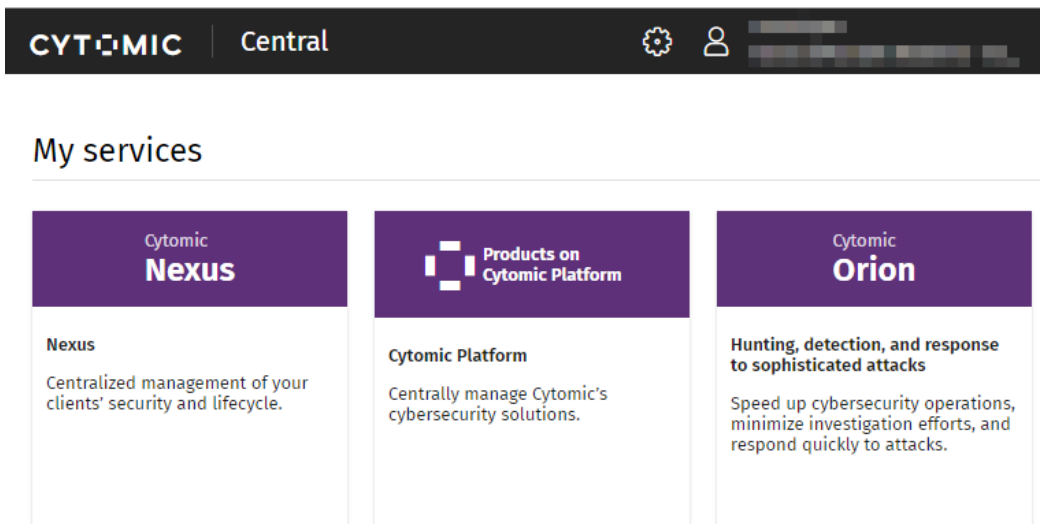 CYTOMIC
Central
My services
Cytomic
Nexus
Nexus
Centralized management of your
clients' security and lifecycle.
Products on
Cytomic Platform
Cytomic Platform
Centrally manage Cytomic's
cybersecurity solutions.
Cytomic
Orion
Hunting, detection, and response
to sophisticated attacks
Speed up cybersecurity operations,
minimize investigation efforts, and
respond quickly to attacks.